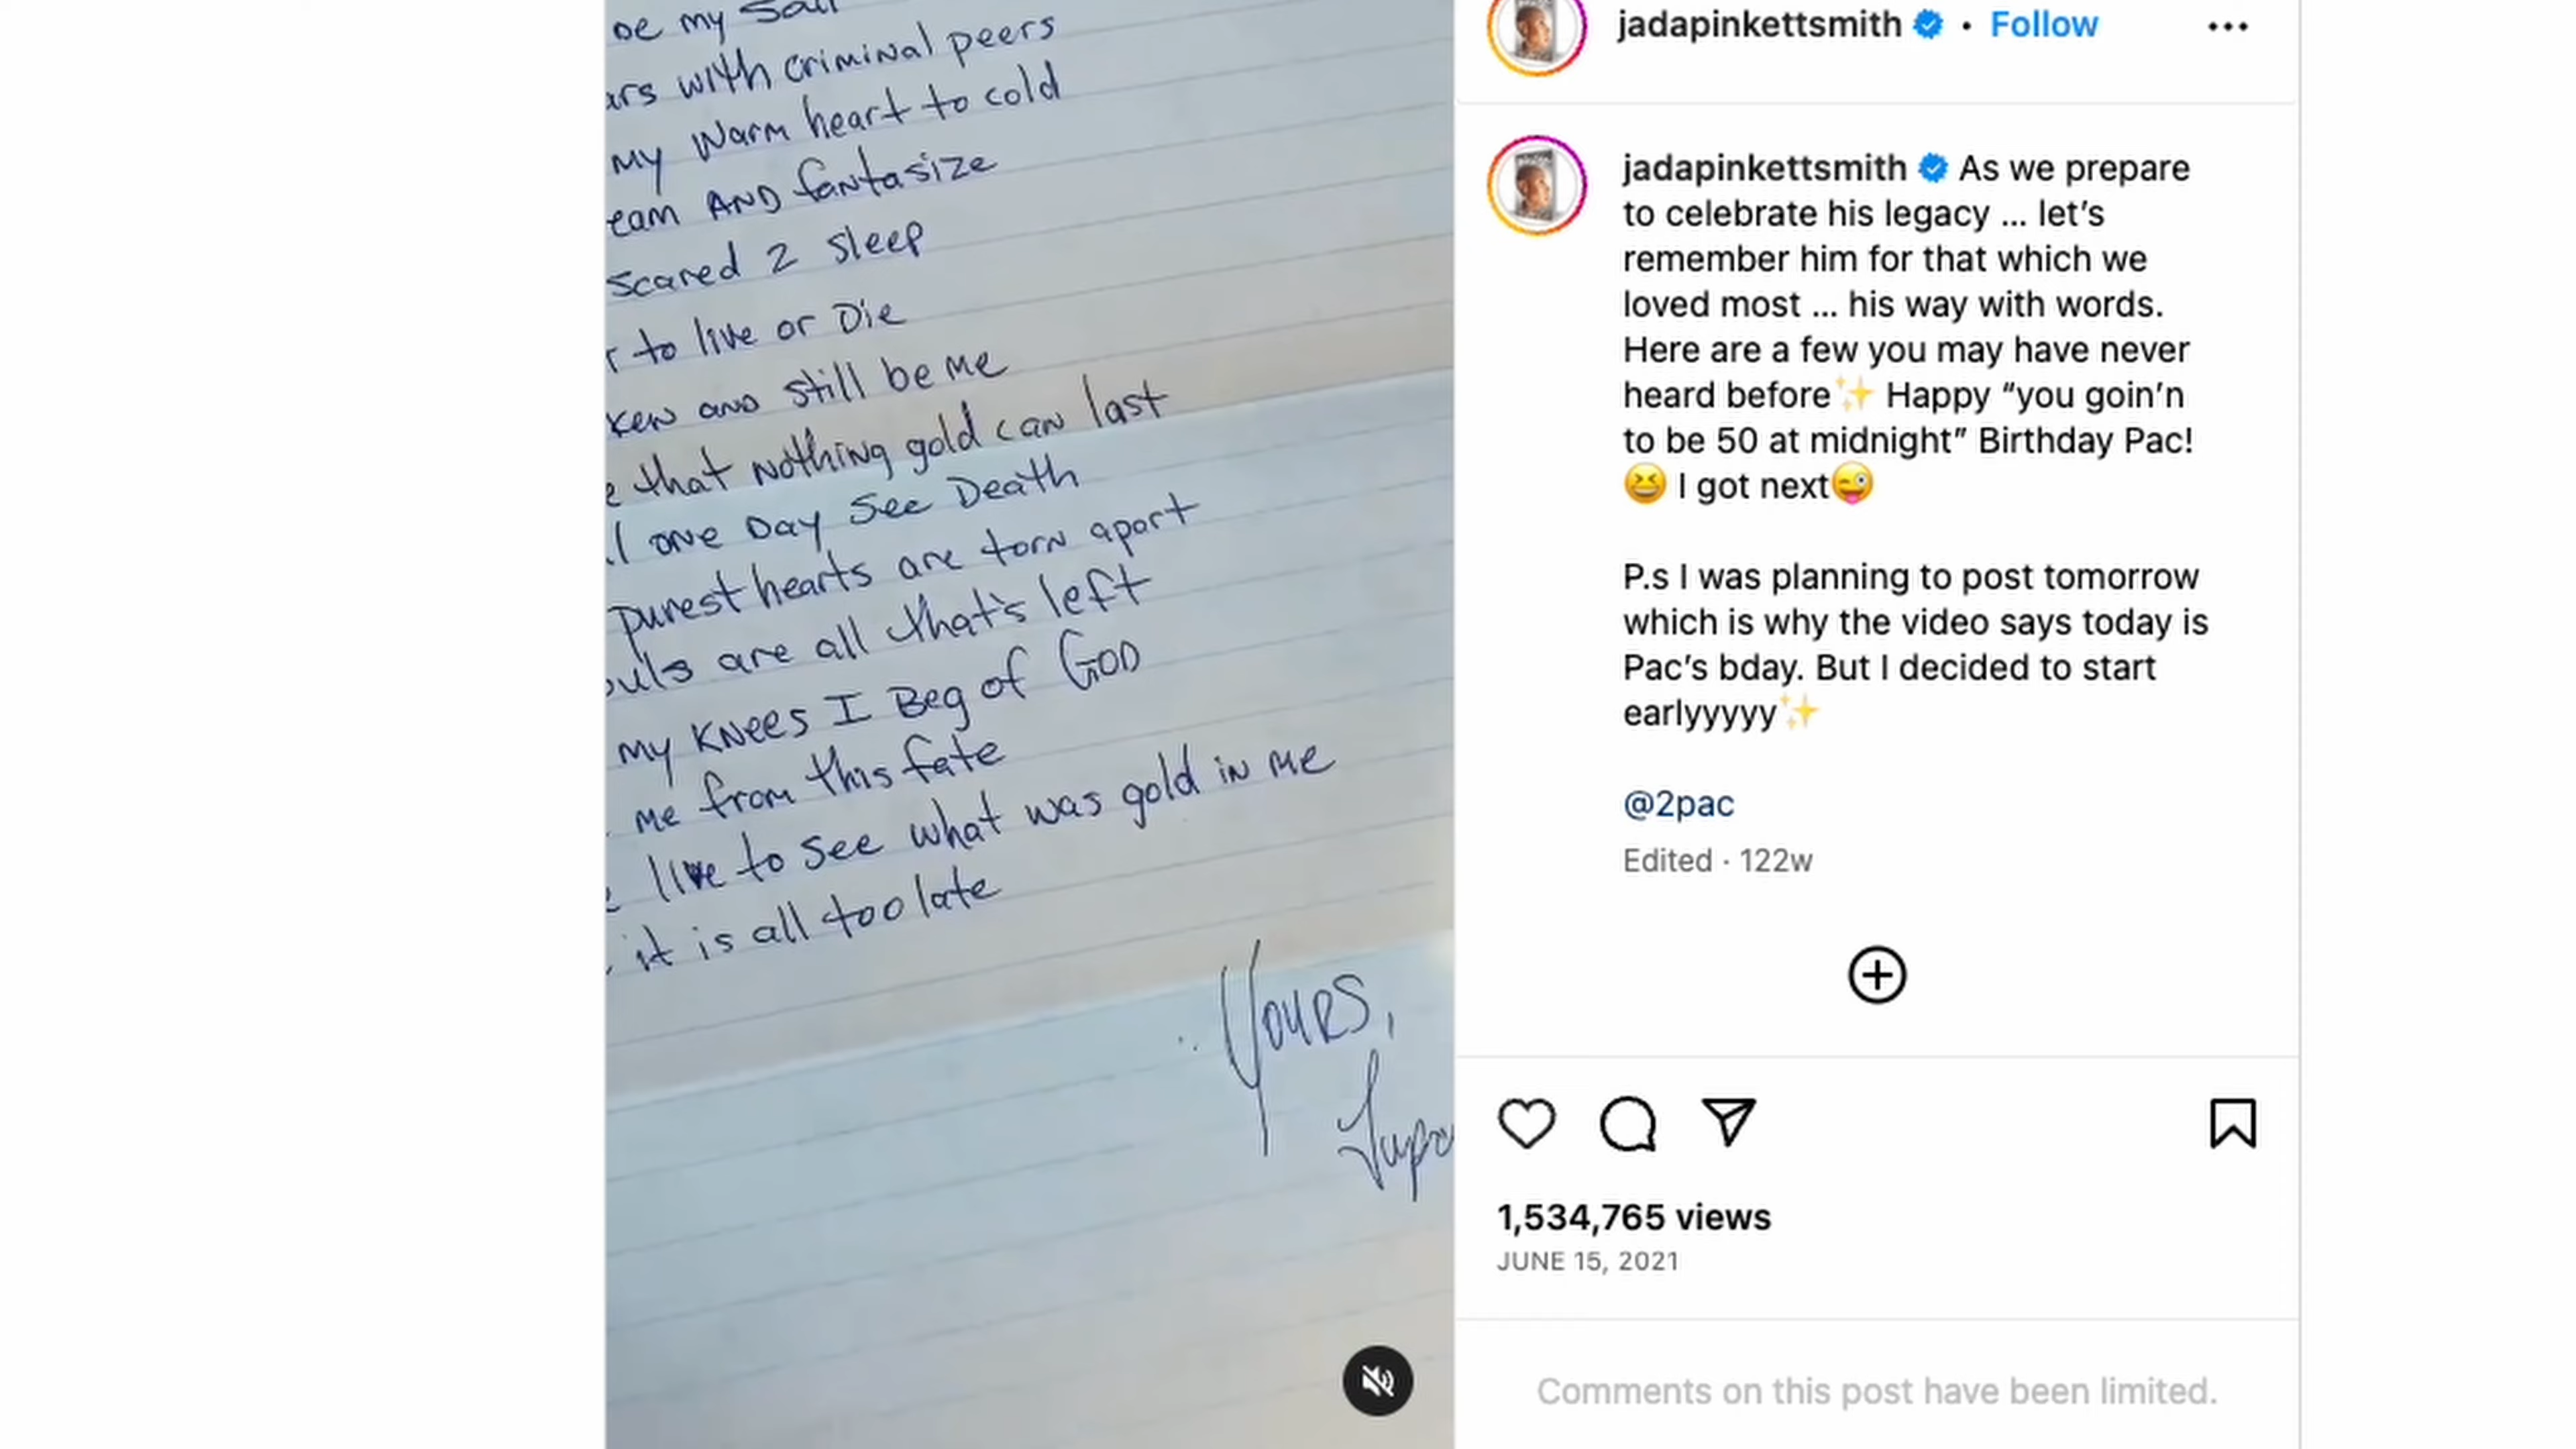 be my Soul
ars with criminal peers
my warm heart to cold
eam AND fantasize
scared 2 sleep
r to live or Die
ken and still be me
e that nothing gold can last
l one Day See Death
purest hearts are torn apart
ouls are all that's left
my Knees I Beg of GOD
me from this fate
e live to see what was gold in me
it is all too late
Yours,
Tupa
jadapinkettsmith • Follow
jadapinkettsmith As we prepare
to celebrate his legacy ... let’s
remember him for that which we
loved most ... his way with words.
Here are a few you may have never
heard before✨ Happy “you goin’n
to be 50 at midnight” Birthday Pac!
😆 I got next😜
P.s I was planning to post tomorrow
which is why the video says today is
Pac’s bday. But I decided to start
earlyyyyy✨
@2pac
Edited · 122w
1,534,765 views
JUNE 15, 2021
Comments on this post have been limited.